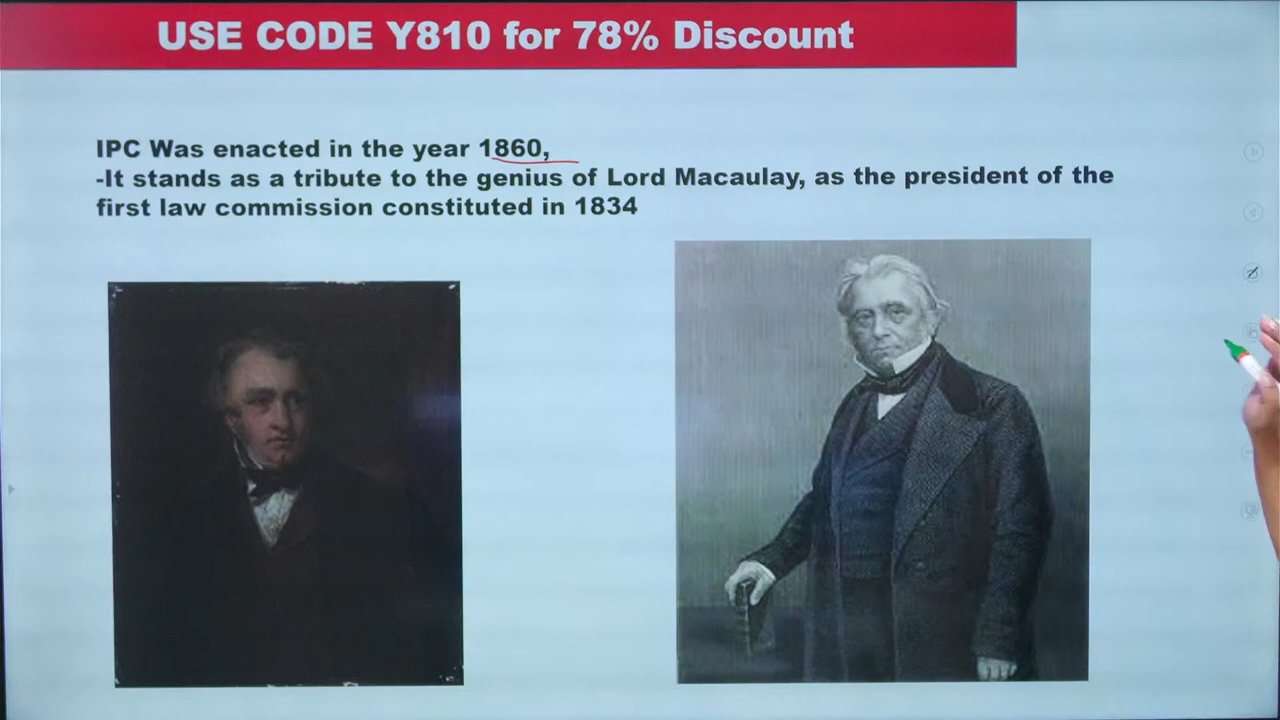 USE CODE Y810 for 78% Discount
IPC Was enacted in the year 1860,
-It stands as a tribute to the genius of Lord Macaulay, as the president of the
first law commission constituted in 1834